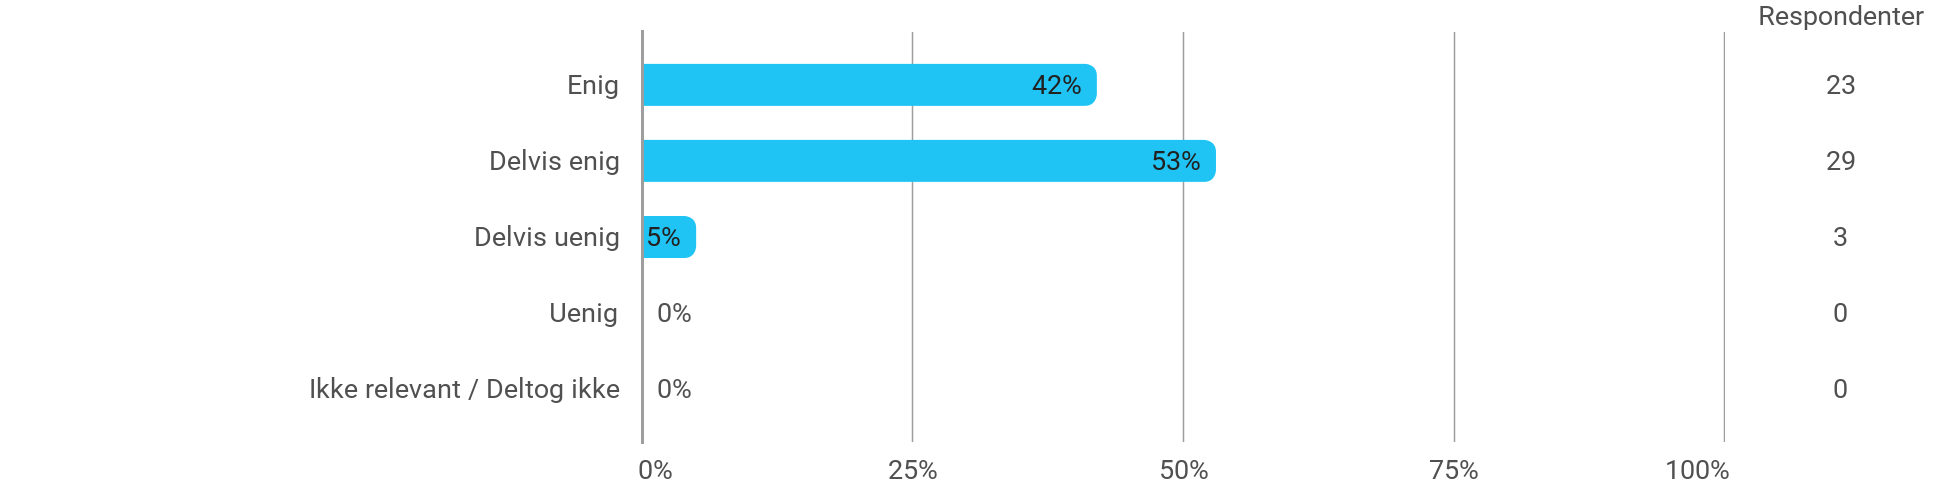 Respondenter
Enig 42% 23
Delvis enig 53% 29
Delvis uenig 5% 3
Uenig 0% 0
Ikke relevant / Deltog ikke 0% 0
0% 25% 50% 75% 100%